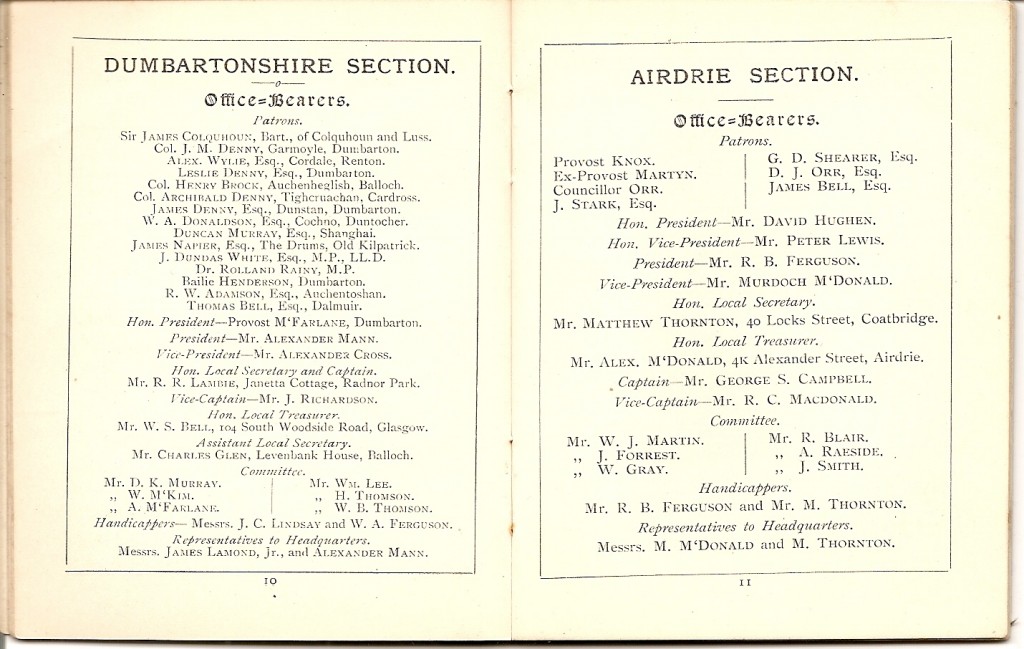 DUMBARTONSHIRE SECTION.
Office=Bearers.
Patrons.
Sir JAMES COLQUHOUN, Bart., of Colquhoun and Luss.
Col. J. M. DENNY, Garmoyle, Dumbarton.
ALEX. WYLIE, Esq., Cordale, Renton.
LESLIE DENNY, Esq., Dumbarton.
Col. HENRY BROCK, Auchenheglish, Balloch.
Col. ARCHIBALD DENNY, Tighcruachan, Cardross.
JAMES DENNY, Esq., Dunstan, Dumbarton.
W. A. DONALDSON, Esq., Cochno, Duntocher.
DUNCAN MURRAY, Esq., Shanghai.
JAMES NAPIER, Esq., The Drums, Old Kilpatrick.
J. DUNDAS WHITE, Esq., M.P., LL.D.
Dr. ROLLAND RAINY, M.P.
Bailie HENDERSON, Dumbarton.
R. W. ADAMSON, Esq., Auchentoshan.
THOMAS BELL, Esq., Dalmuir.
Hon. President—Provost M‘FARLANE, Dumbarton.
President—Mr. ALEXANDER MANN.
Vice-President—Mr. ALEXANDER CROSS.
Hon. Local Secretary and Captain.
Mr. R. R. LAMBIE, Janetta Cottage, Radnor Park.
Vice-Captain—Mr. J. RICHARDSON.
Hon. Local Treasurer.
Mr. W. S. BELL, 104 South Woodside Road, Glasgow.
Assistant Local Secretary.
Mr. CHARLES GLEN, Levenbank House, Balloch.
Committee.
Mr. D. K. MURRAY.
„ W. M‘KIM.
„ A. M‘FARLANE.
Mr. WM. LEE.
„ H. THOMSON.
„ W. B. THOMSON.
Handicappers— Messrs. J. C. LINDSAY and W. A. FERGUSON.
Representatives to Headquarters.
Messrs. JAMES LAMOND, Jr., and ALEXANDER MANN.
10
AIRDRIE SECTION.
Office=Bearers.
Patrons.
Provost KNOX.
Ex-Provost MARTYN.
Councillor ORR.
J. STARK, Esq.
G. D. SHEARER, Esq.
D. J. ORR, Esq.
JAMES BELL, Esq.
Hon. President—Mr. DAVID HUGHEN.
Hon. Vice-President—Mr. PETER LEWIS.
President—Mr. R. B. FERGUSON.
Vice-President—Mr. MURDOCH M‘DONALD.
Hon. Local Secretary.
Mr. MATTHEW THORNTON, 40 Locks Street, Coatbridge.
Hon. Local Treasurer.
Mr. ALEX. M‘DONALD, 4K Alexander Street, Airdrie.
Captain—Mr. GEORGE S. CAMPBELL.
Vice-Captain—Mr. R. C. MACDONALD.
Committee.
Mr. W. J. MARTIN.
„ J. FORREST.
„ W. GRAY.
Mr. R. BLAIR.
„ A. RAESIDE.
„ J. SMITH.
Handicappers.
Mr. R. B. FERGUSON and Mr. M. THORNTON.
Representatives to Headquarters.
Messrs. M. M‘DONALD and M. THORNTON.
11